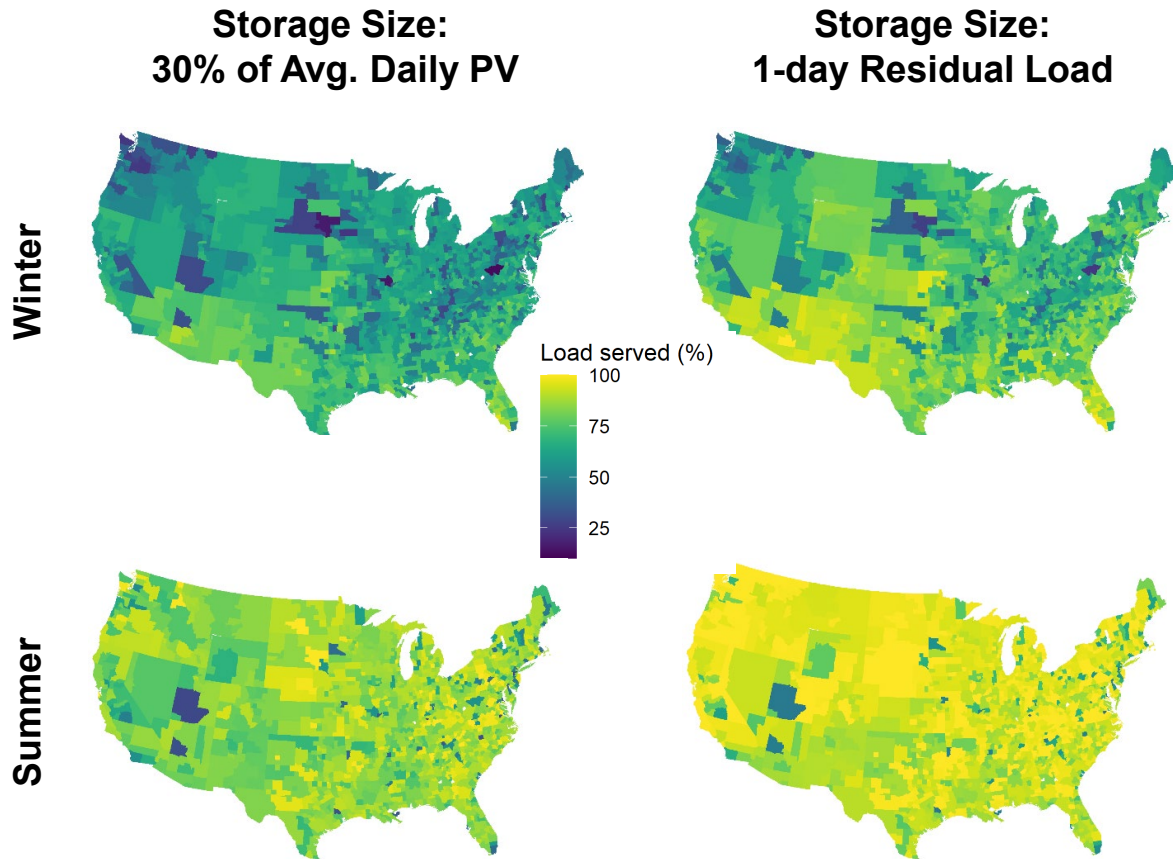 Storage Size:
30% of Avg. Daily PV
Storage Size:
1-day Residual Load
Winter
Load served (%)
100
75
50
25
Summer